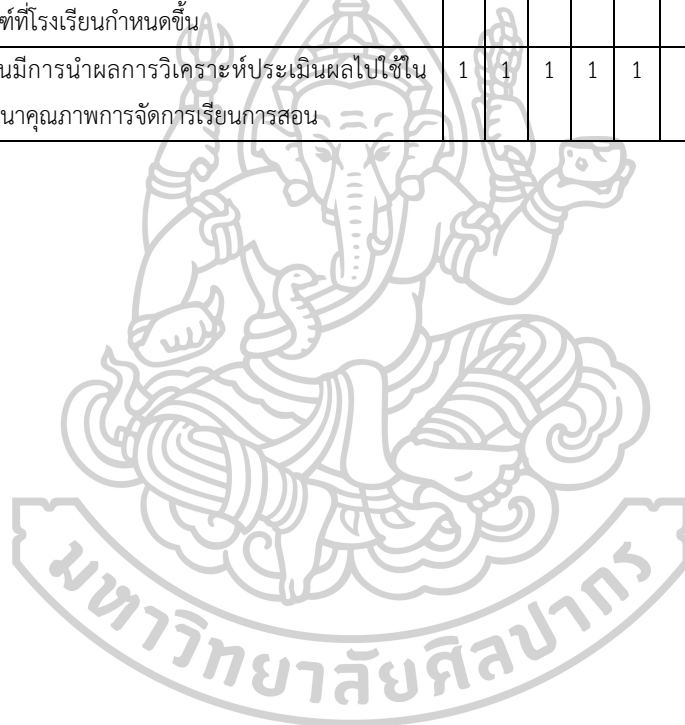 ฑ์ที่โรงเรียนกำหนดขึ้น
นมีการนำผลการวิเคราะห์ประเมินผลไปใช้ใน 1 1 1 1 1
นาคุณภาพการจัดการเรียนการสอน
มหาวิทยาลัยศิลปากร